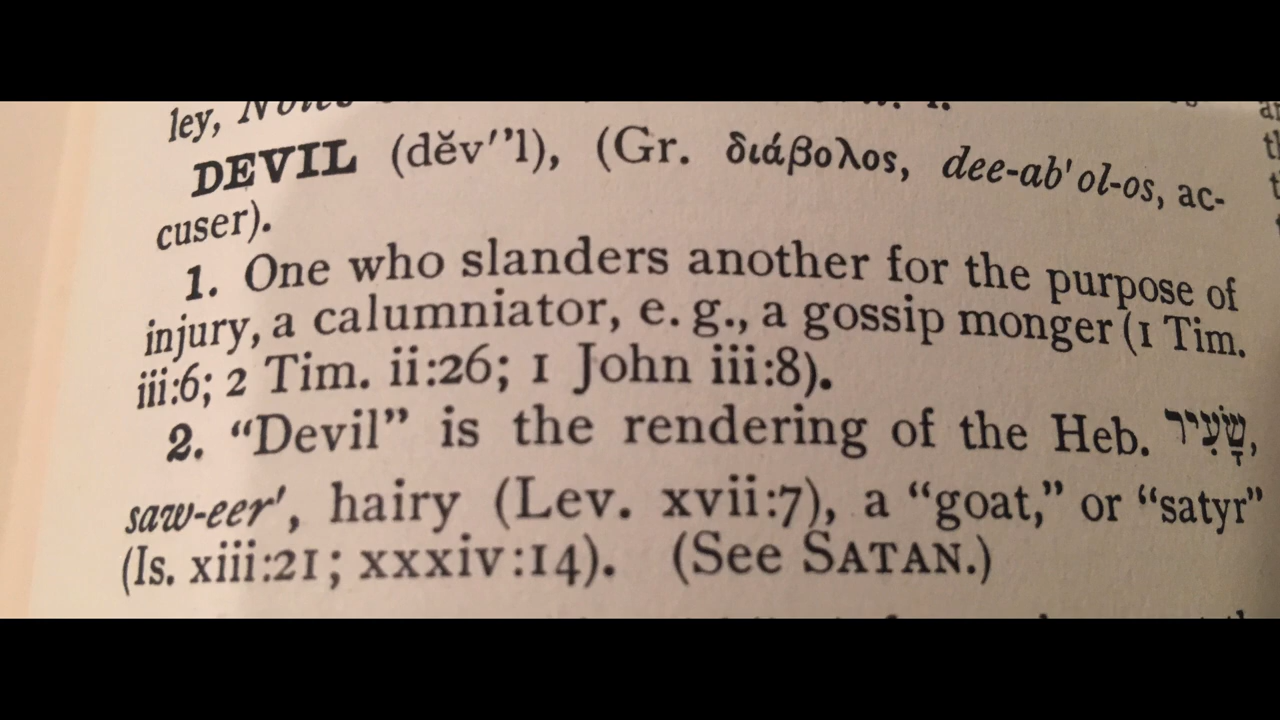 ley, Notes
DEVIL (dĕv′’l), (Gr. διάβολος, dee-ab′ol-os, ac-
cuser).
1. One who slanders another for the purpose of
injury, a calumniator, e. g., a gossip monger (1 Tim.
iii:6; 2 Tim. ii:26; 1 John iii:8).
2. “Devil” is the rendering of the Heb. שָׂעִיר,
saw-eer′, hairy (Lev. xvii:7), a “goat,” or “satyr”
(Is. xiii:21; xxxiv:14). (See SATAN.)